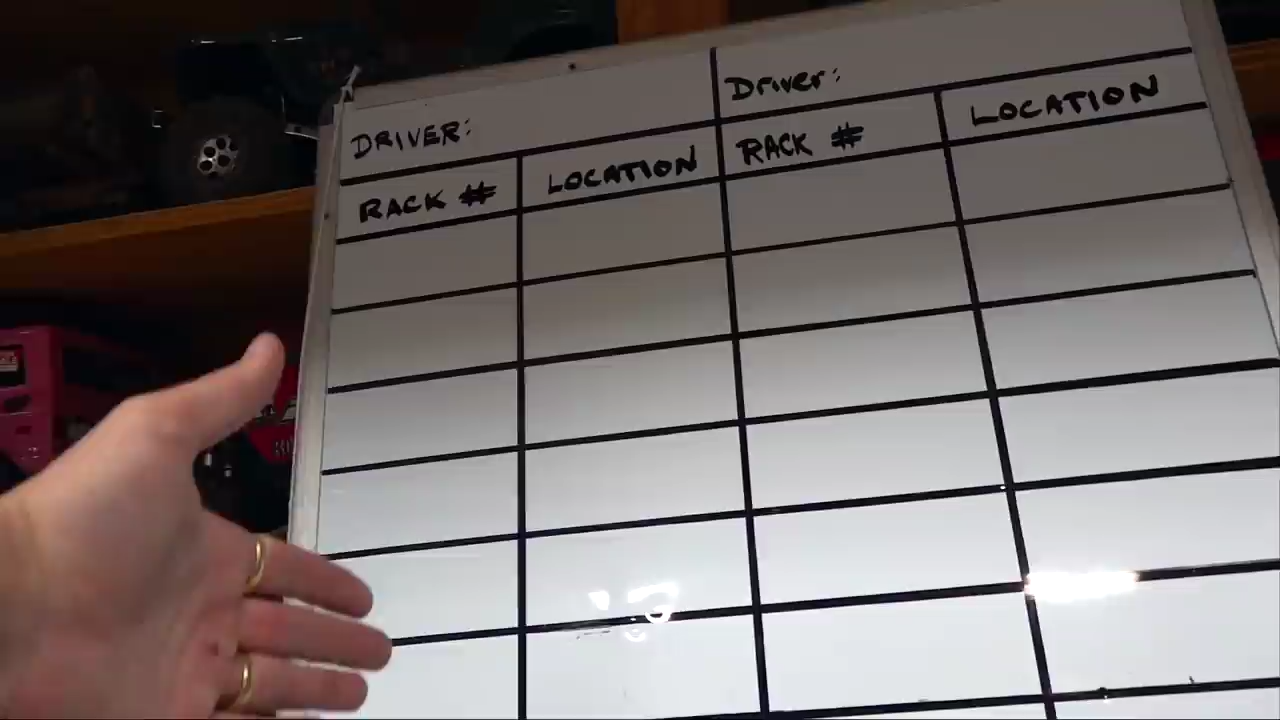 DRIVER:
Driver:
RACK #
LOCATION
RACK #
LOCATION